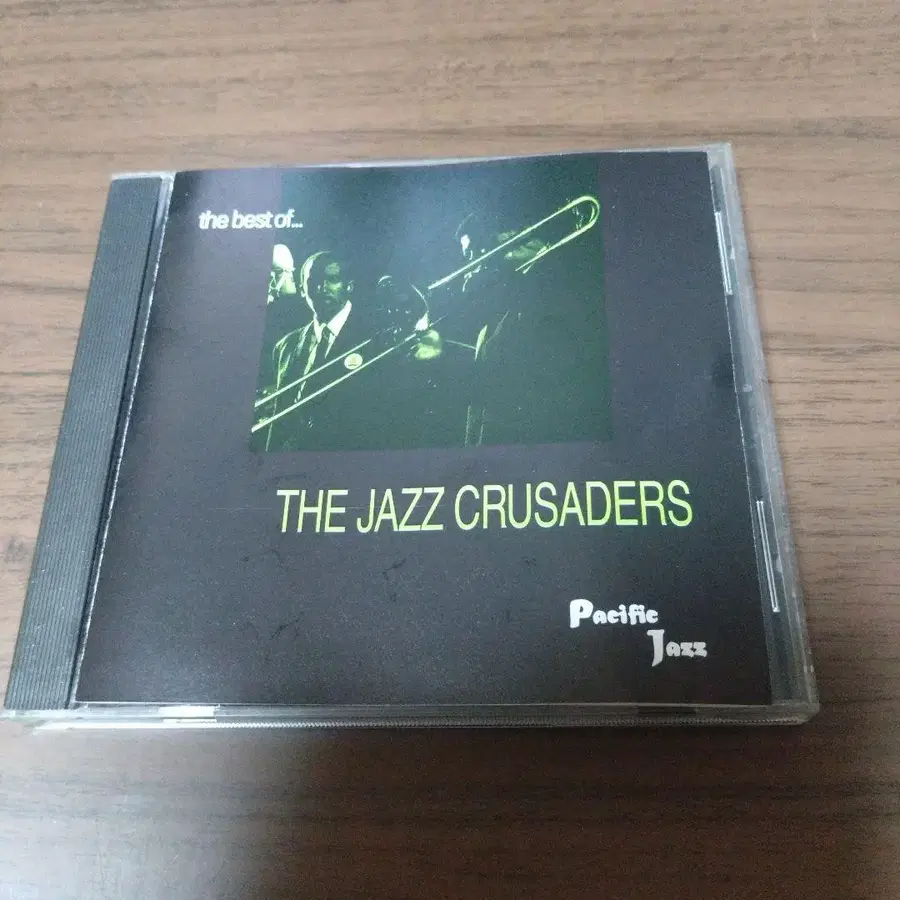 the best of...
THE JAZZ CRUSADERS
Pacific
Jazz